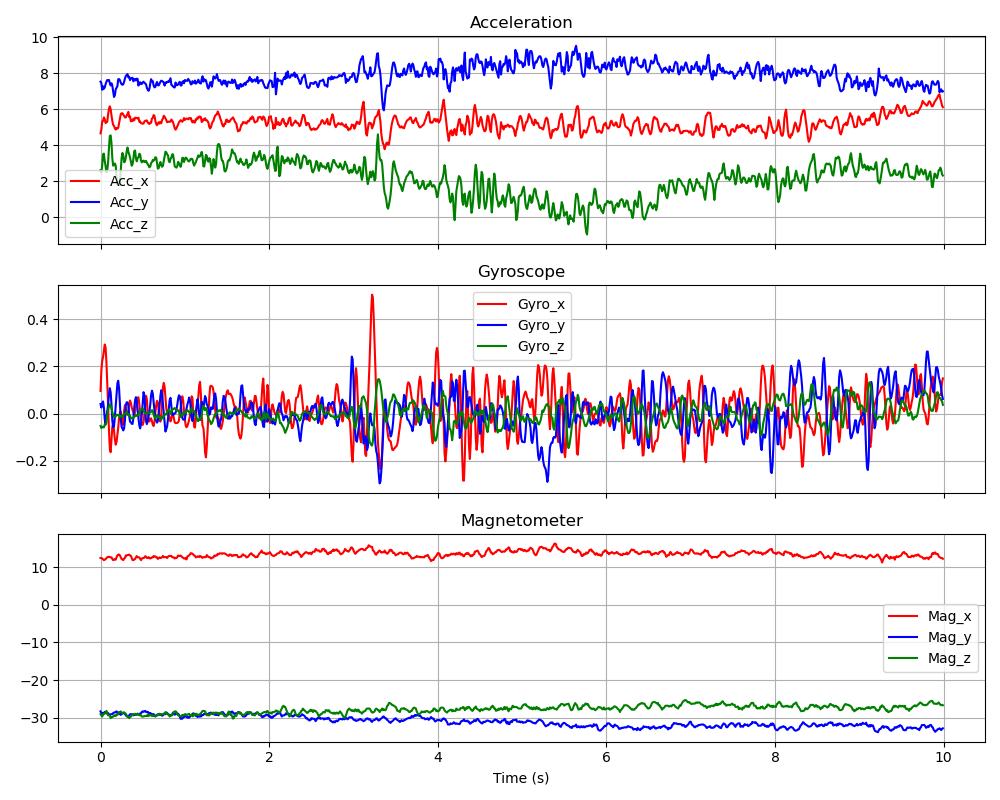 Acceleration
10
8
6
4
2
0
Acc_x
Acc_y
Acc_z
Gyroscope
0.4
0.2
0.0
−0.2
Gyro_x
Gyro_y
Gyro_z
Magnetometer
10
0
−10
−20
−30
Mag_x
Mag_y
Mag_z
0 2 4 6 8 10
Time (s)